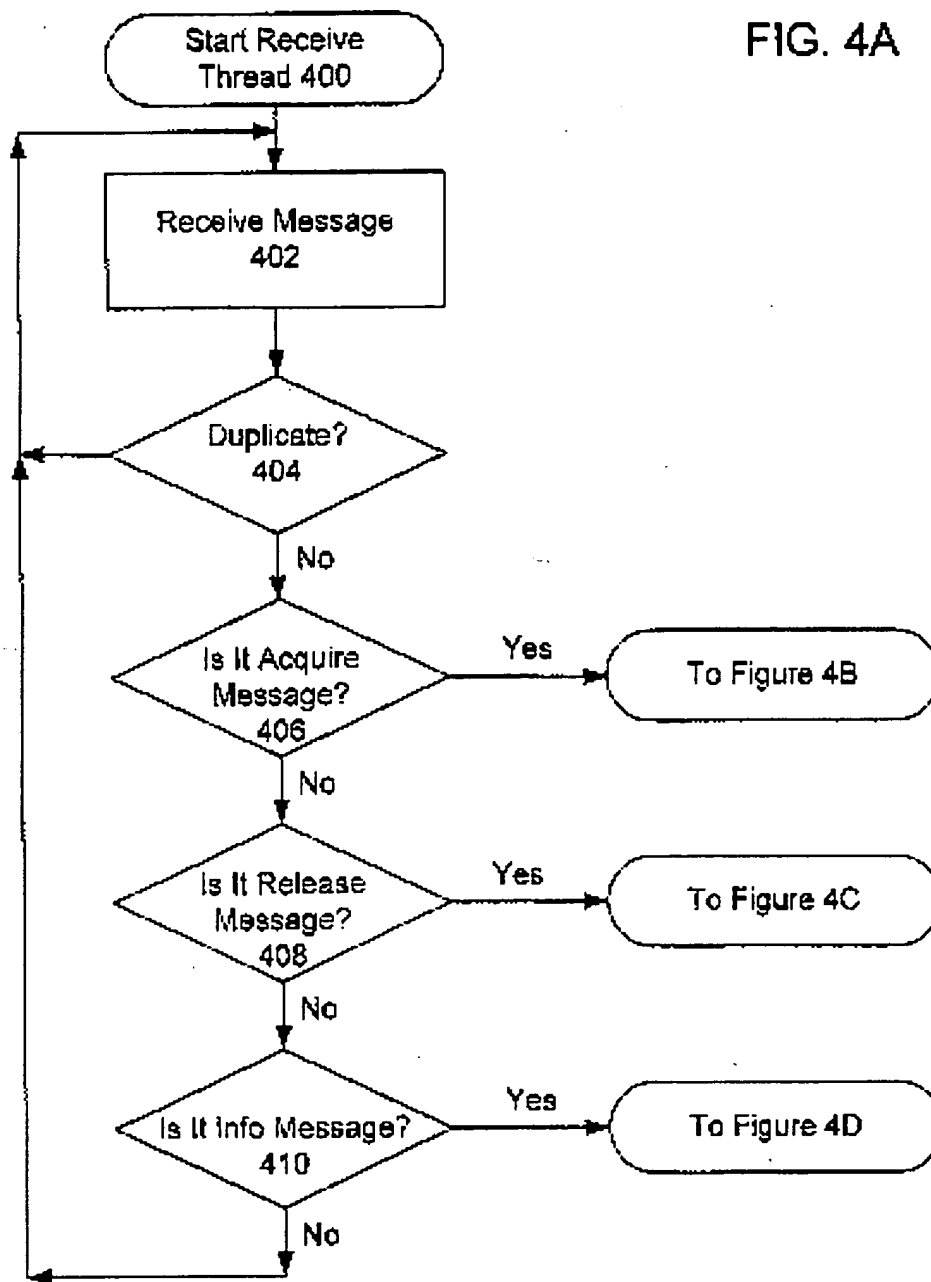 FIG. 4A
Start Receive
Thread 400
Receive Message
402
Duplicate?
404
No
Is It Acquire
Message?
406
Yes
To Figure 4B
No
Is It Release
Message?
408
Yes
To Figure 4C
No
Is It Info Message?
410
Yes
To Figure 4D
No